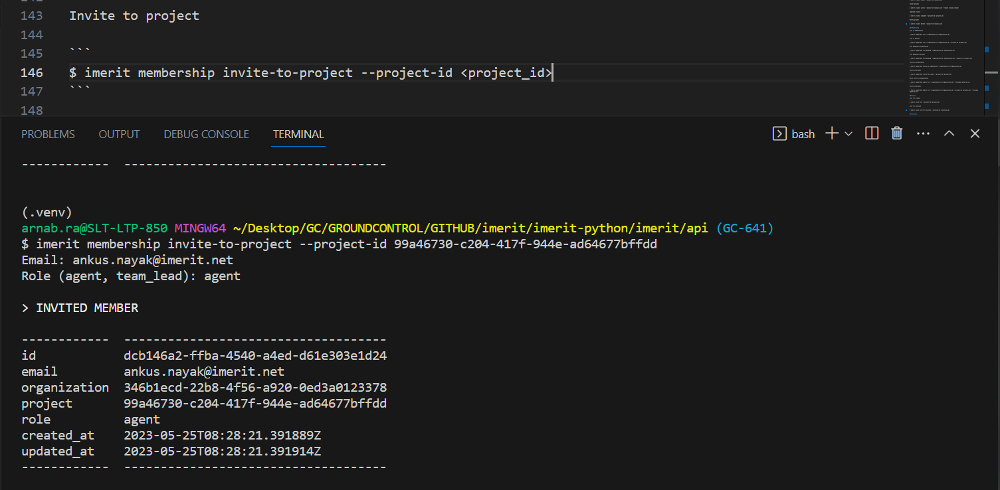 143 Invite to project
144
145 ```
146 $ imerit membership invite-to-project --project-id <project_id>
147 ```
148
PROBLEMS OUTPUT DEBUG CONSOLE TERMINAL bash
------------ ------------------------------------
(.venv)
arnab.ra@SLT-LTP-850 MINGW64 ~/Desktop/GC/GROUNDCONTROL/GITHUB/imerit/imerit-python/imerit/api (GC-641)
$ imerit membership invite-to-project --project-id 99a46730-c204-417f-944e-ad64677bffdd
Email: ankus.nayak@imerit.net
Role (agent, team_lead): agent
> INVITED MEMBER
------------ ------------------------------------
id dcb146a2-ffba-4540-a4ed-d61e303e1d24
email ankus.nayak@imerit.net
organization 346b1ecd-22b8-4f56-a920-0ed3a0123378
project 99a46730-c204-417f-944e-ad64677bffdd
role agent
created_at 2023-05-25T08:28:21.391889Z
updated_at 2023-05-25T08:28:21.391914Z
------------ ------------------------------------